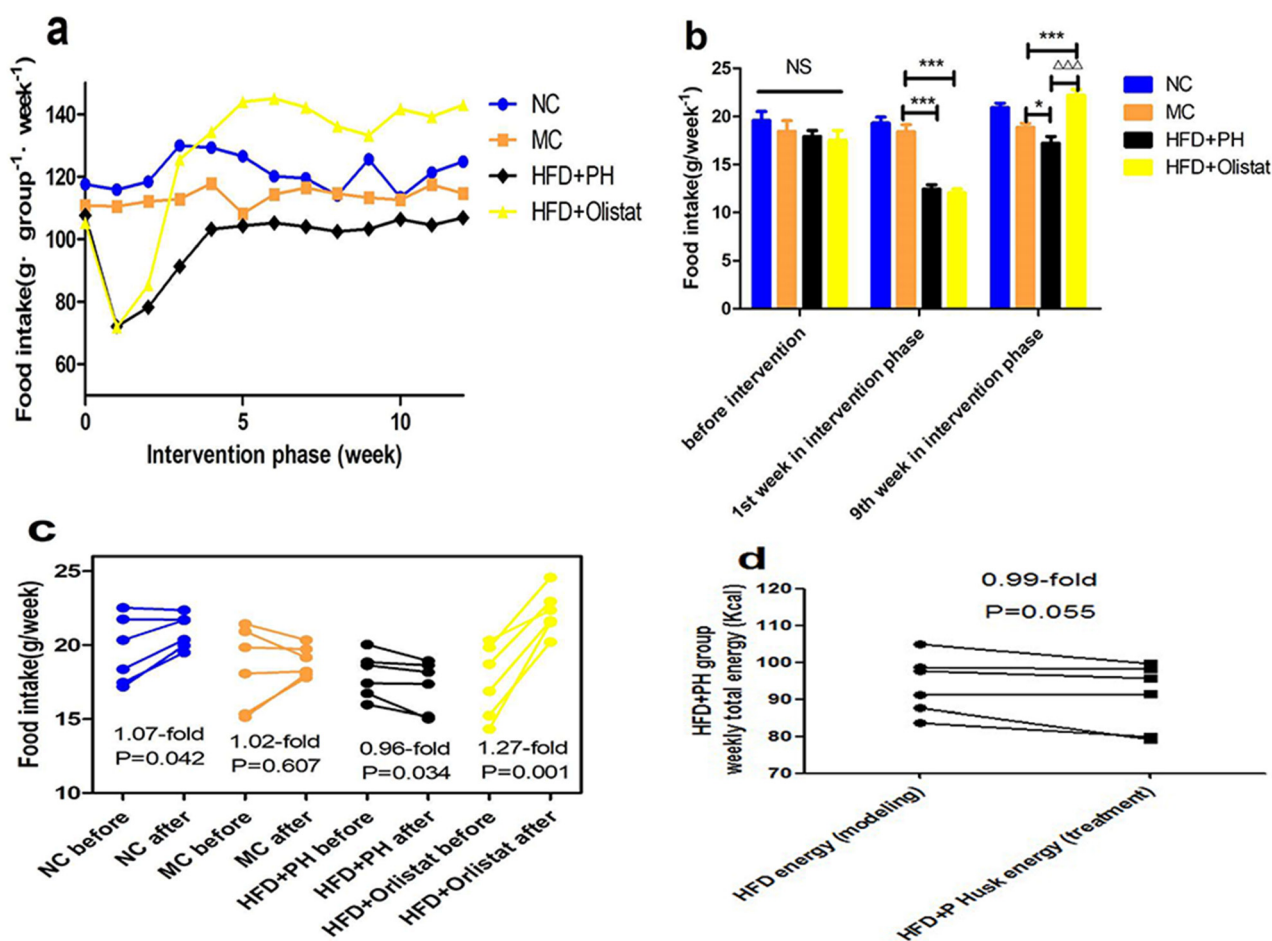 a
Food intake(g· group⁻¹· week⁻¹)
140
120
100
80
60
0
5
10
Intervention phase (week)
NC
MC
HFD+PH
HFD+Olistat
b
Food intake(g/week⁻¹)
25
20
15
10
5
0
NS
***
***
***
△△△
*
NC
MC
HFD+PH
HFD+Olistat
before intervention
1st week in intervention phase
9th week in intervention phase
c
Food intake(g/week)
25
20
15
10
1.07-fold
P=0.042
1.02-fold
P=0.607
0.96-fold
P=0.034
1.27-fold
P=0.001
NC before
NC after
MC before
MC after
HFD+PH before
HFD+PH after
HFD+Orlistat before
HFD+Orlistat after
d
HFD+PH group
weekly total energy (Kcal)
120
110
100
90
80
70
0.99-fold
P=0.055
HFD energy (modeling)
HFD+P Husk energy (treatment)